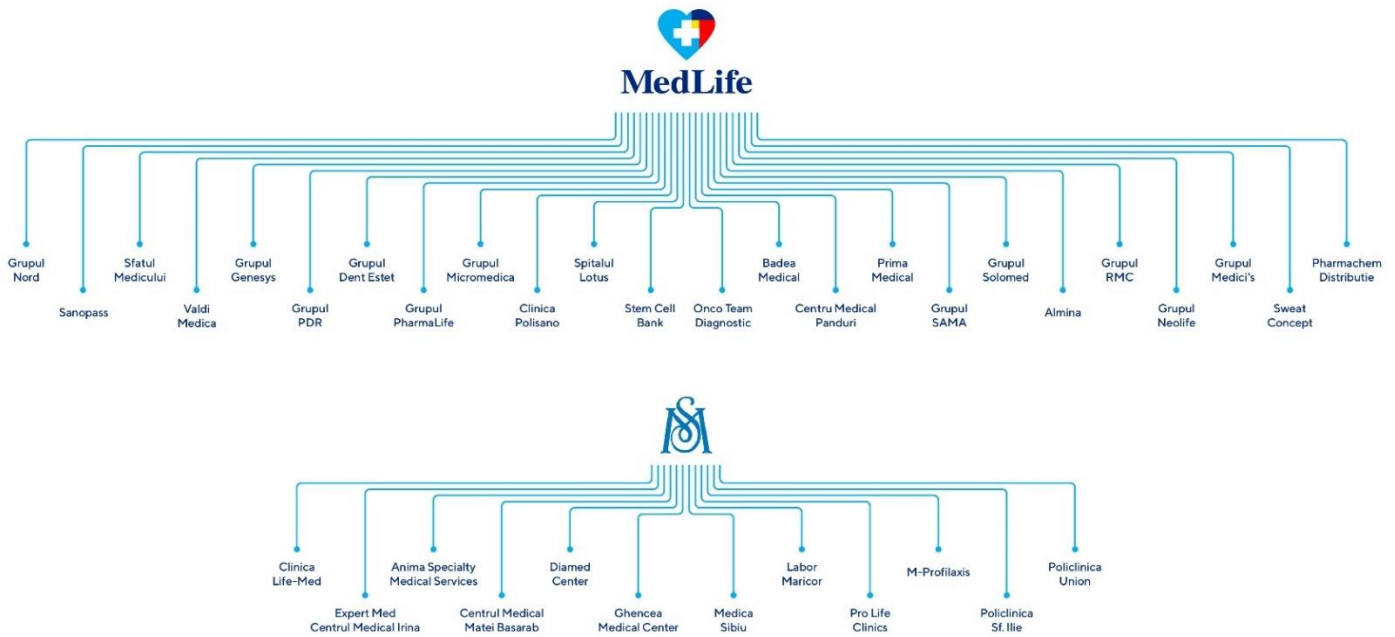 MedLife
Grupul
Nord
Sanopass
Sfatul
Medicului
Valdi
Medica
Grupul
Genesys
Grupul
PDR
Grupul
Dent Estet
Grupul
PharmaLife
Grupul
Micromedica
Clinica
Polisano
Spitalul
Lotus
Stem Cell
Bank
Onco Team
Diagnostic
Badea
Medical
Centru Medical
Panduri
Prima
Medical
Grupul
SAMA
Grupul
Solomed
Almina
Grupul
RMC
Grupul
Neolife
Grupul
Medici's
Sweat
Concept
Pharmachem
Distributie
SM
Clinica
Life-Med
Expert Med
Centrul Medical Irina
Anima Specialty
Medical Services
Centrul Medical
Matei Basarab
Diamed
Center
Ghencea
Medical Center
Medica
Sibiu
Labor
Maricor
Pro Life
Clinics
M-Profilaxis
Policlinica
Sf. Ilie
Policlinica
Union